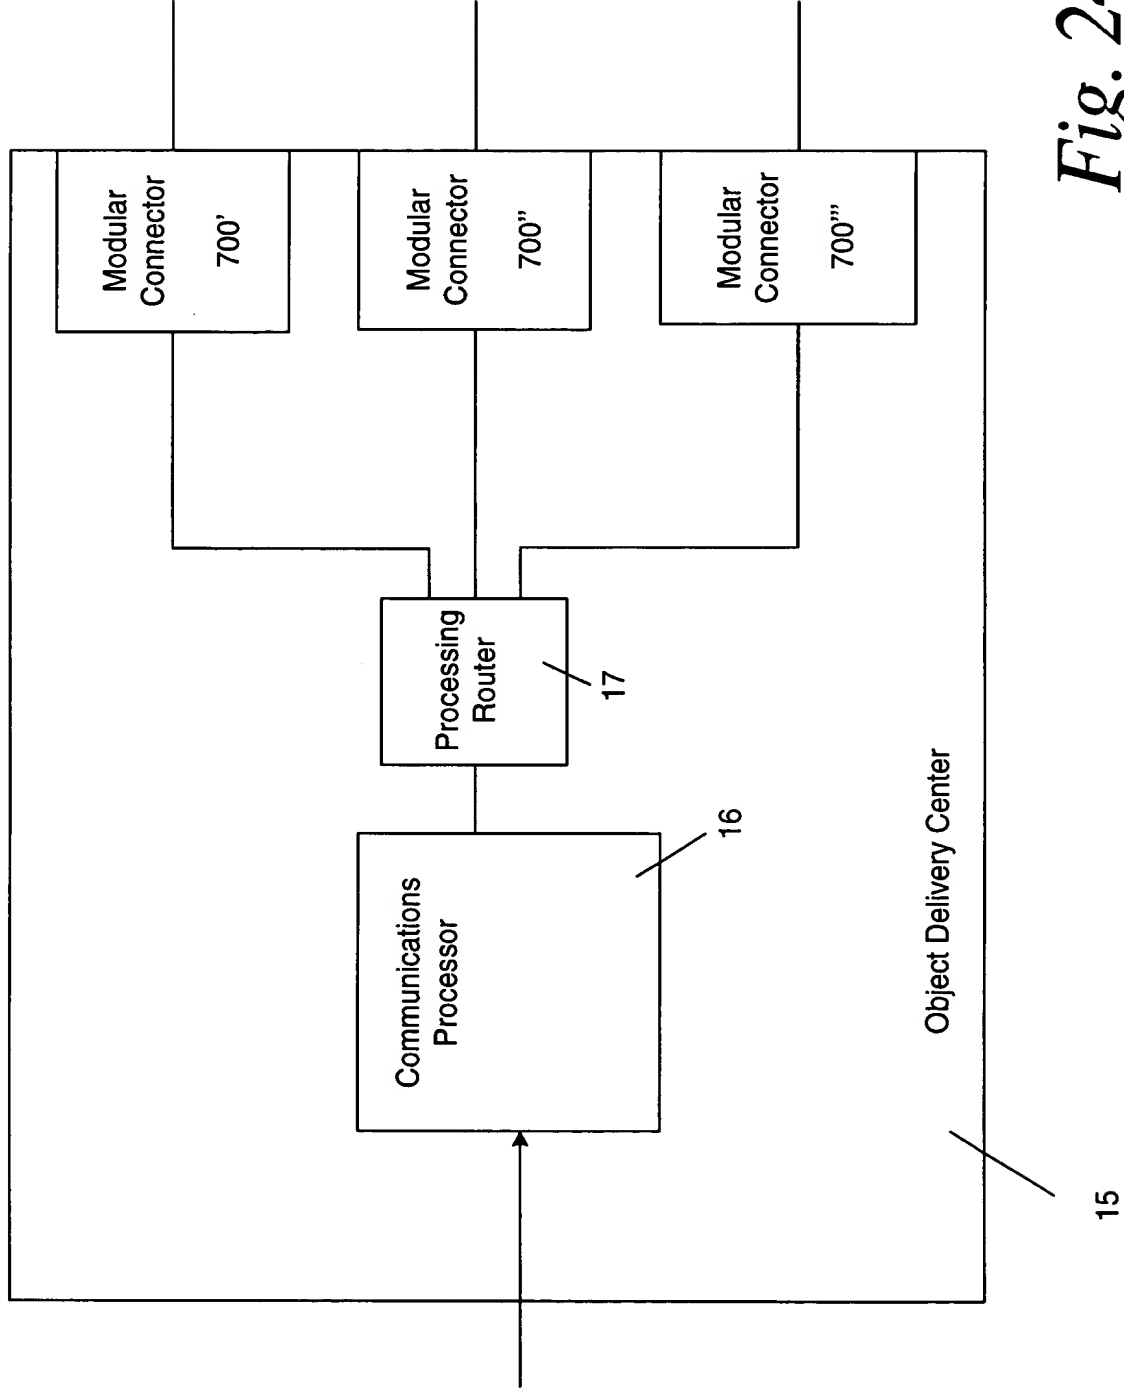 Modular
Connector
700'
Modular
Connector
700''
Modular
Connector
700'''
Processing
Router
17
Communications
Processor
16
Object Delivery Center
15
Fig.